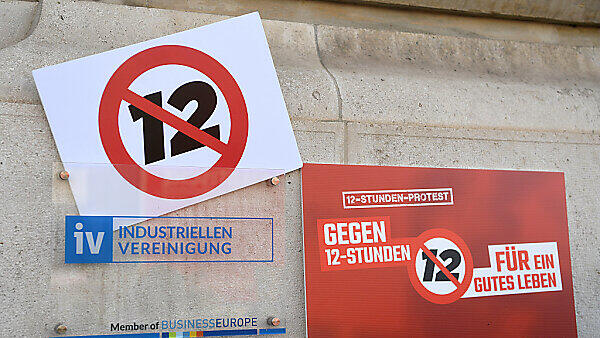 12
iv INDUSTRIELLEN
VEREINIGUNG
Member of BUSINESSEUROPE
12-STUNDEN-PROTEST
GEGEN
12-STUNDEN
12
FÜR EIN
GUTES LEBEN